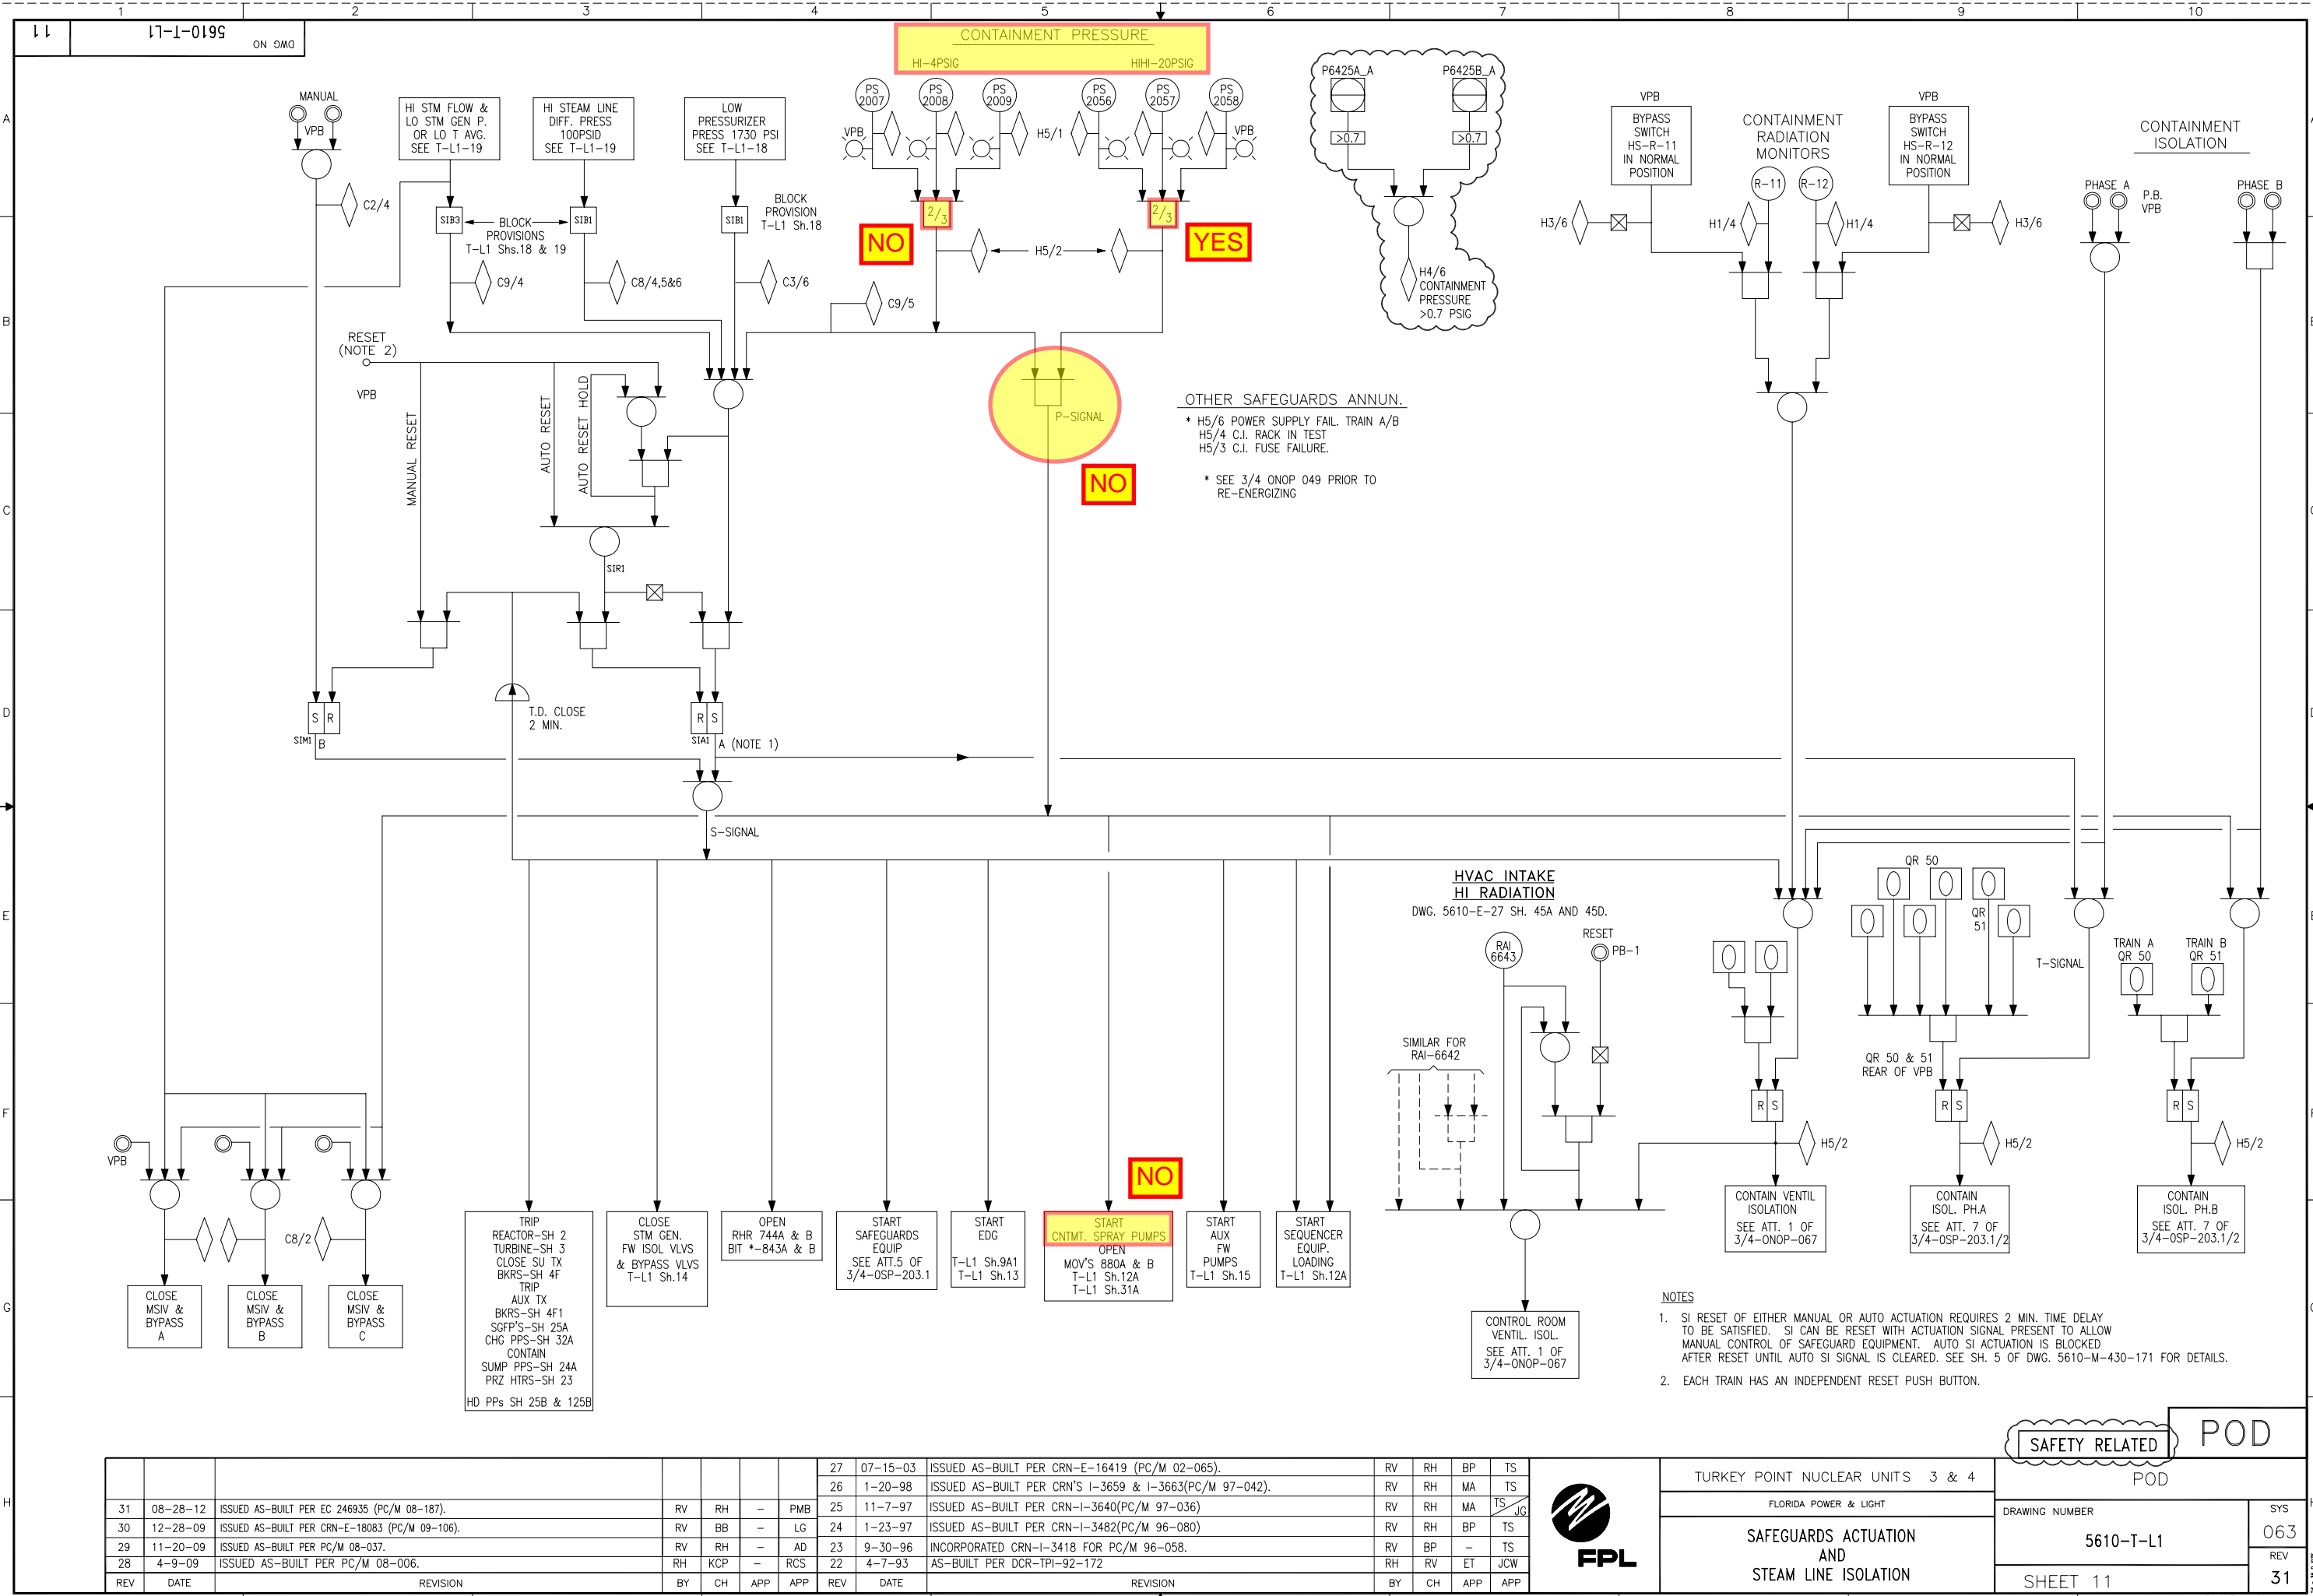 1 2 3 4 5 6 7 8 9 10
11 5610-T-L1 DWG NO
CONTAINMENT PRESSURE
HI-4PSIG HIHI-20PSIG
MANUAL
VPB
HI STM FLOW &
LO STM GEN P.
OR LO T AVG.
SEE T-L1-19
HI STEAM LINE
DIFF. PRESS
100PSID
SEE T-L1-19
LOW
PRESSURIZER
PRESS 1730 PSI
SEE T-L1-18
PS
2007
PS
2008
PS
2009
PS
2056
PS
2057
PS
2058
VPB
H5/1
VPB
P6425A_A
P6425B_A
>0.7
>0.7
VPB
BYPASS
SWITCH
HS-R-11
IN NORMAL
POSITION
CONTAINMENT
RADIATION
MONITORS
R-11
R-12
VPB
BYPASS
SWITCH
HS-R-12
IN NORMAL
POSITION
CONTAINMENT
ISOLATION
PHASE A
P.B.
VPB
PHASE B
C2/4
SIB3
BLOCK
PROVISIONS
T-L1 Shs.18 & 19
SIB1
SIB1
BLOCK
PROVISION
T-L1 Sh.18
2/3
NO
2/3
YES
H5/2
H3/6
H1/4
H1/4
H3/6
C9/4
C8/4,5&6
C3/6
C9/5
H4/6
CONTAINMENT
PRESSURE
>0.7 PSIG
RESET
(NOTE 2)
VPB
MANUAL RESET
AUTO RESET
AUTO RESET HOLD
P-SIGNAL
NO
OTHER SAFEGUARDS ANNUN.
* H5/6 POWER SUPPLY FAIL. TRAIN A/B
H5/4 C.I. RACK IN TEST
H5/3 C.I. FUSE FAILURE.
* SEE 3/4 ONOP 049 PRIOR TO
RE-ENERGIZING
SIR1
T.D. CLOSE
2 MIN.
S R
SIM1 B
R S
SIA1 A (NOTE 1)
S-SIGNAL
HVAC INTAKE
HI RADIATION
DWG. 5610-E-27 SH. 45A AND 45D.
RAI
6643
RESET
PB-1
SIMILAR FOR
RAI-6642
QR 50
QR
51
T-SIGNAL
TRAIN A
QR 50
TRAIN B
QR 51
QR 50 & 51
REAR OF VPB
R S
R S
R S
H5/2
H5/2
H5/2
VPB
C8/2
CLOSE
MSIV &
BYPASS
A
CLOSE
MSIV &
BYPASS
B
CLOSE
MSIV &
BYPASS
C
TRIP
REACTOR-SH 2
TURBINE-SH 3
CLOSE SU TX
BKRS-SH 4F
TRIP
AUX TX
BKRS-SH 4F1
SGFP'S-SH 25A
CHG PPS-SH 32A
CONTAIN
SUMP PPS-SH 24A
PRZ HTRS-SH 23
HD PPs SH 25B & 125B
CLOSE
STM GEN.
FW ISOL VLVS
& BYPASS VLVS
T-L1 Sh.14
OPEN
RHR 744A & B
BIT *-843A & B
START
SAFEGUARDS
EQUIP
SEE ATT.5 OF
3/4-OSP-203.1
START
EDG
T-L1 Sh.9A1
T-L1 Sh.13
NO
START
CNTMT. SPRAY PUMPS
OPEN
MOV'S 880A & B
T-L1 Sh.12A
T-L1 Sh.31A
START
AUX
FW
PUMPS
T-L1 Sh.15
START
SEQUENCER
EQUIP.
LOADING
T-L1 Sh.12A
CONTROL ROOM
VENTIL. ISOL.
SEE ATT. 1 OF
3/4-ONOP-067
CONTAIN VENTIL
ISOLATION
SEE ATT. 1 OF
3/4-ONOP-067
CONTAIN
ISOL. PH.A
SEE ATT. 7 OF
3/4-OSP-203.1/2
CONTAIN
ISOL. PH.B
SEE ATT. 7 OF
3/4-OSP-203.1/2
NOTES
1. SI RESET OF EITHER MANUAL OR AUTO ACTUATION REQUIRES 2 MIN. TIME DELAY
TO BE SATISFIED. SI CAN BE RESET WITH ACTUATION SIGNAL PRESENT TO ALLOW
MANUAL CONTROL OF SAFEGUARD EQUIPMENT. AUTO SI ACTUATION IS BLOCKED
AFTER RESET UNTIL AUTO SI SIGNAL IS CLEARED. SEE SH. 5 OF DWG. 5610-M-430-171 FOR DETAILS.
2. EACH TRAIN HAS AN INDEPENDENT RESET PUSH BUTTON.
SAFETY RELATED
POD
31 08-28-12 ISSUED AS-BUILT PER EC 246935 (PC/M 08-187). RV RH - PMB
30 12-28-09 ISSUED AS-BUILT PER CRN-E-18083 (PC/M 09-106). RV BB - LG
29 11-20-09 ISSUED AS-BUILT PER PC/M 08-037. RV RH - AD
28 4-9-09 ISSUED AS-BUILT PER PC/M 08-006. RH KCP - RCS
REV DATE REVISION BY CH APP APP
27 07-15-03 ISSUED AS-BUILT PER CRN-E-16419 (PC/M 02-065). RV RH BP TS
26 1-20-98 ISSUED AS-BUILT PER CRN'S I-3659 & I-3663(PC/M 97-042). RV RH MA TS
25 11-7-97 ISSUED AS-BUILT PER CRN-I-3640(PC/M 97-036) RV RH MA TS/JG
24 1-23-97 ISSUED AS-BUILT PER CRN-I-3482(PC/M 96-080) RV RH BP TS
23 9-30-96 INCORPORATED CRN-I-3418 FOR PC/M 96-058. RV BP - TS
22 4-7-93 AS-BUILT PER DCR-TPI-92-172 RH RV ET JCW
REV DATE REVISION BY CH APP APP
FPL
TURKEY POINT NUCLEAR UNITS 3 & 4
FLORIDA POWER & LIGHT
SAFEGUARDS ACTUATION
AND
STEAM LINE ISOLATION
POD
DRAWING NUMBER
5610-T-L1
SHEET 11
SYS
063
REV
31
A
B
C
D
E
F
G
H